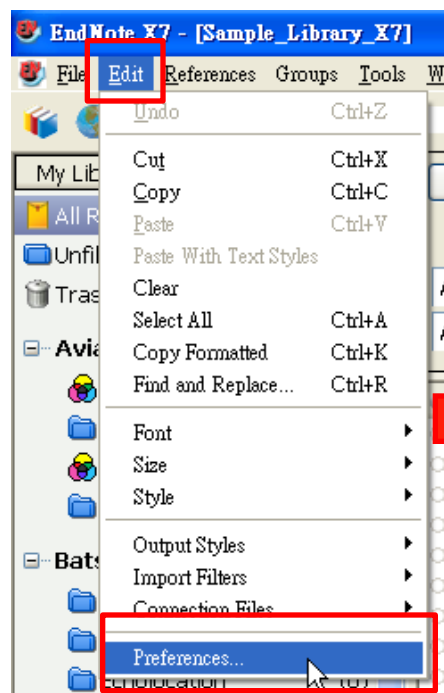 EndNote X7 - [Sample_Library_X7]
File Edit References Groups Tools
Undo Ctrl+Z
Cut Ctrl+X
My Lib
Copy Ctrl+C
All R
Paste Ctrl+V
Unfil
Paste With Text Styles
Tras
Clear
Select All Ctrl+A
Avia
Copy Formatted Ctrl+K
Find and Replace... Ctrl+R
Font
Size
Style
Output Styles
Bats
Import Filters
Connection Files
Preferences...
Echolocation (6)